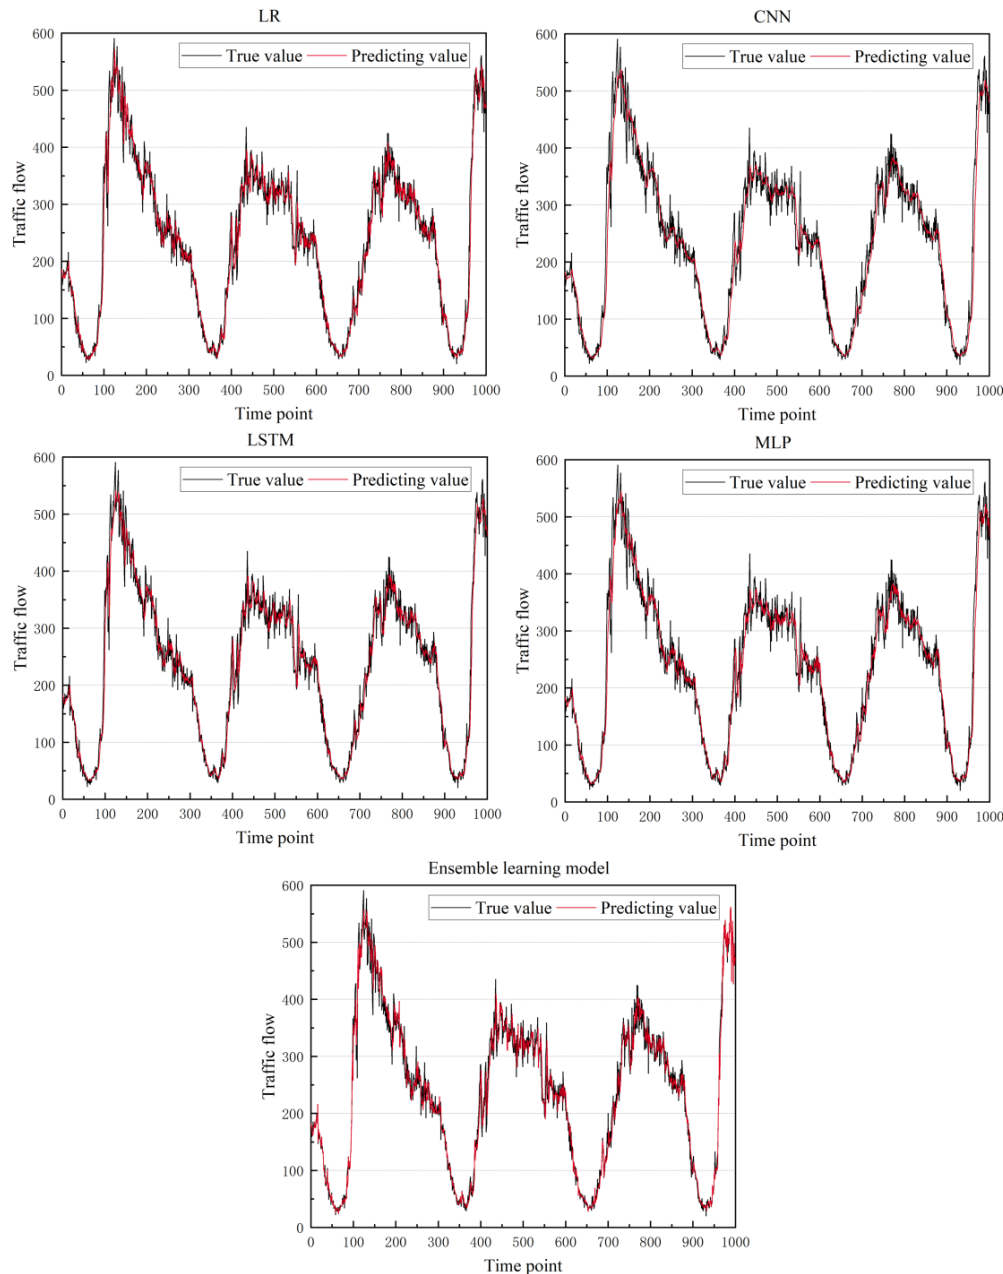 LR
600
500
400
300
200
100
0
Traffic flow
True value Predicting value
0 100 200 300 400 500 600 700 800 900 1000
Time point
CNN
600
500
400
300
200
100
0
Traffic flow
True value Predicting value
0 100 200 300 400 500 600 700 800 900 1000
Time point
LSTM
600
500
400
300
200
100
0
Traffic flow
True value Predicting value
0 100 200 300 400 500 600 700 800 900 1000
Time point
MLP
600
500
400
300
200
100
0
Traffic flow
True value Predicting value
0 100 200 300 400 500 600 700 800 900 1000
Time point
Ensemble learning model
600
500
400
300
200
100
0
Traffic flow
True value Predicting value
0 100 200 300 400 500 600 700 800 900 1000
Time point